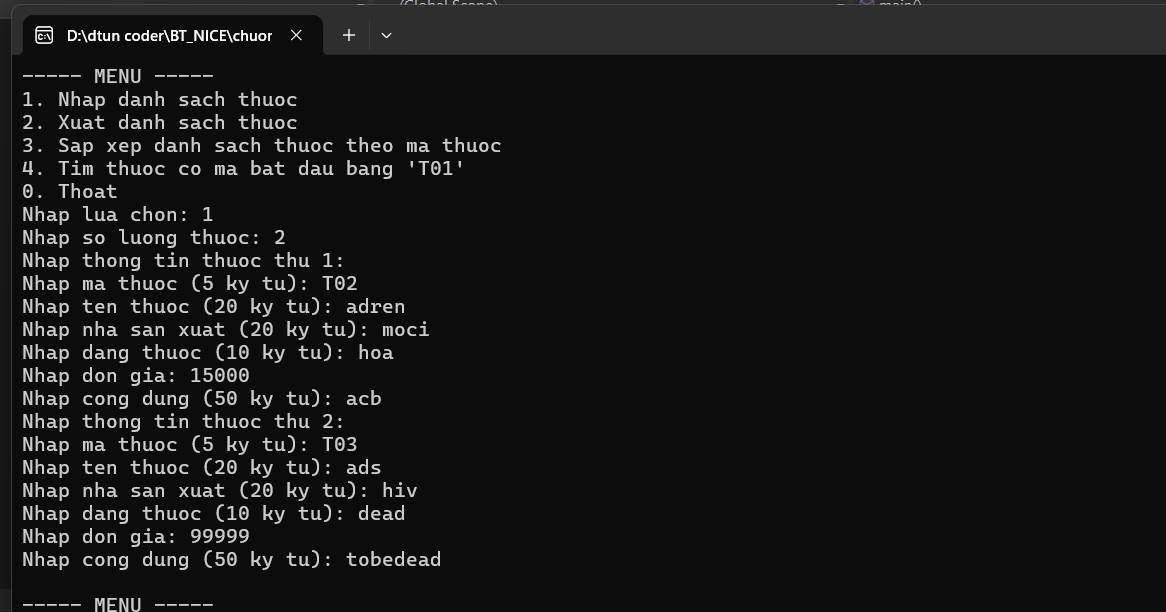 (Global Scope)
main()
D:\dtun coder\BT_NICE\chuor
----- MENU -----
1. Nhap danh sach thuoc
2. Xuat danh sach thuoc
3. Sap xep danh sach thuoc theo ma thuoc
4. Tim thuoc co ma bat dau bang 'T01'
0. Thoat
Nhap lua chon: 1
Nhap so luong thuoc: 2
Nhap thong tin thuoc thu 1:
Nhap ma thuoc (5 ky tu): T02
Nhap ten thuoc (20 ky tu): adren
Nhap nha san xuat (20 ky tu): moci
Nhap dang thuoc (10 ky tu): hoa
Nhap don gia: 15000
Nhap cong dung (50 ky tu): acb
Nhap thong tin thuoc thu 2:
Nhap ma thuoc (5 ky tu): T03
Nhap ten thuoc (20 ky tu): ads
Nhap nha san xuat (20 ky tu): hiv
Nhap dang thuoc (10 ky tu): dead
Nhap don gia: 99999
Nhap cong dung (50 ky tu): tobedead
----- MENU -----